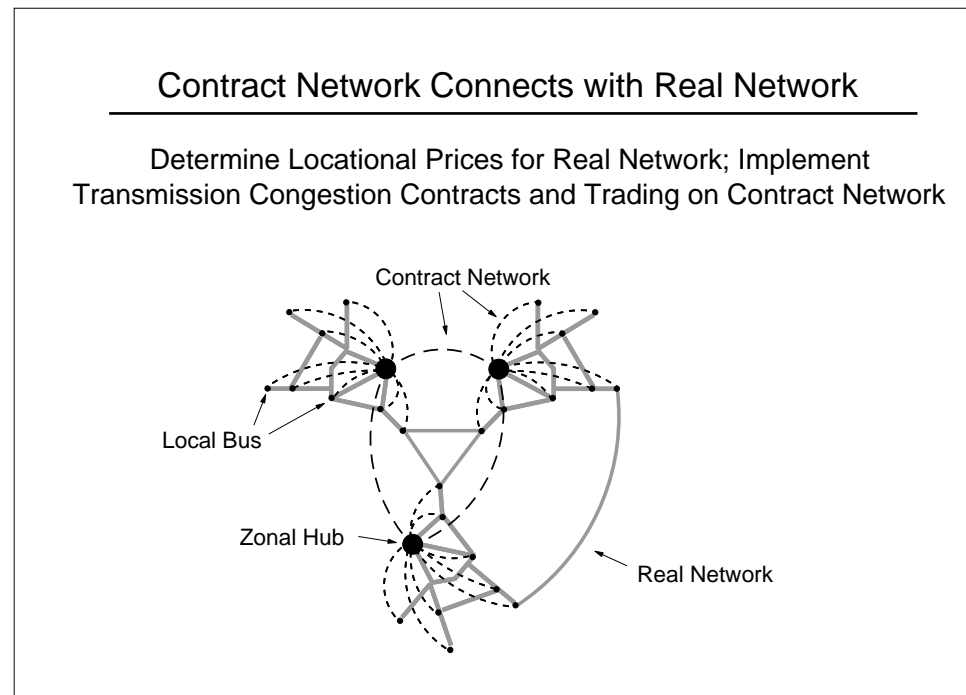 Contract Network Connects with Real Network
Determine Locational Prices for Real Network; Implement
Transmission Congestion Contracts and Trading on Contract Network
Contract Network
Local Bus
Zonal Hub
Real Network